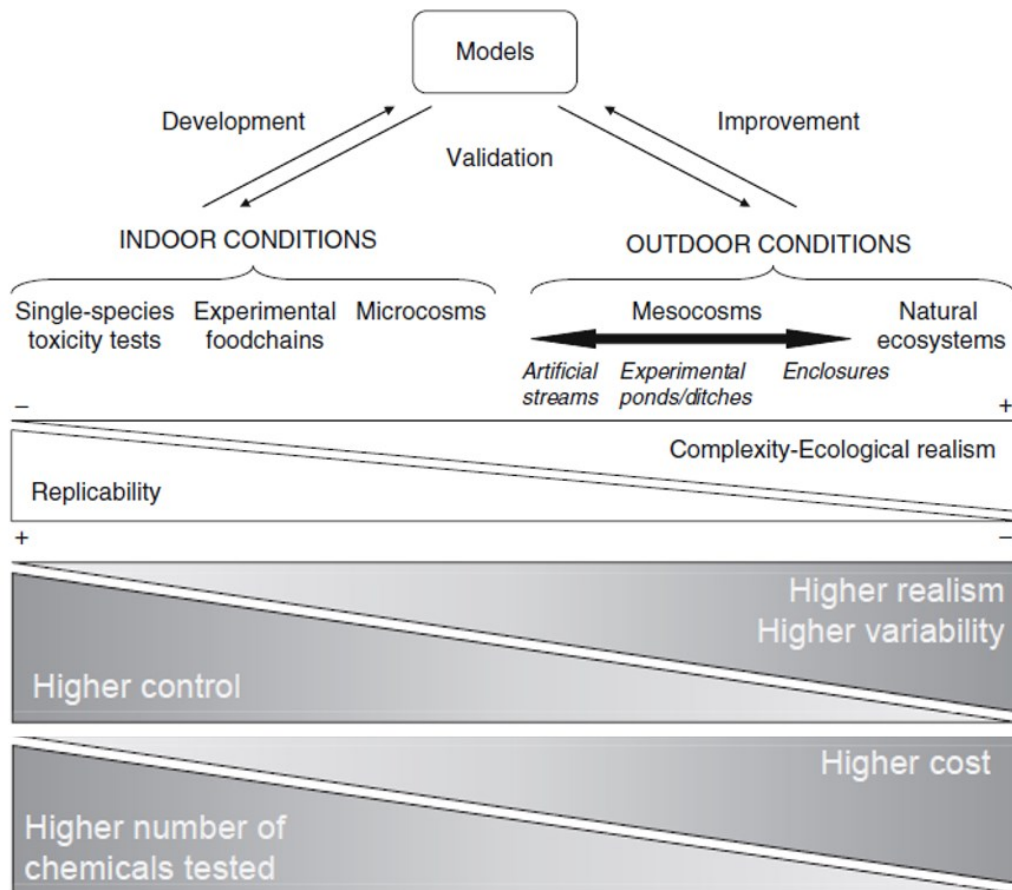 Models
Development
Improvement
Validation
INDOOR CONDITIONS
OUTDOOR CONDITIONS
Single-species
toxicity tests
Experimental
foodchains
Microcosms
Mesocosms
Natural
ecosystems
Artificial
streams
Experimental
ponds/ditches
Enclosures
–
+
Complexity-Ecological realism
Replicability
+
–
Higher realism
Higher variability
Higher control
Higher cost
Higher number of
chemicals tested